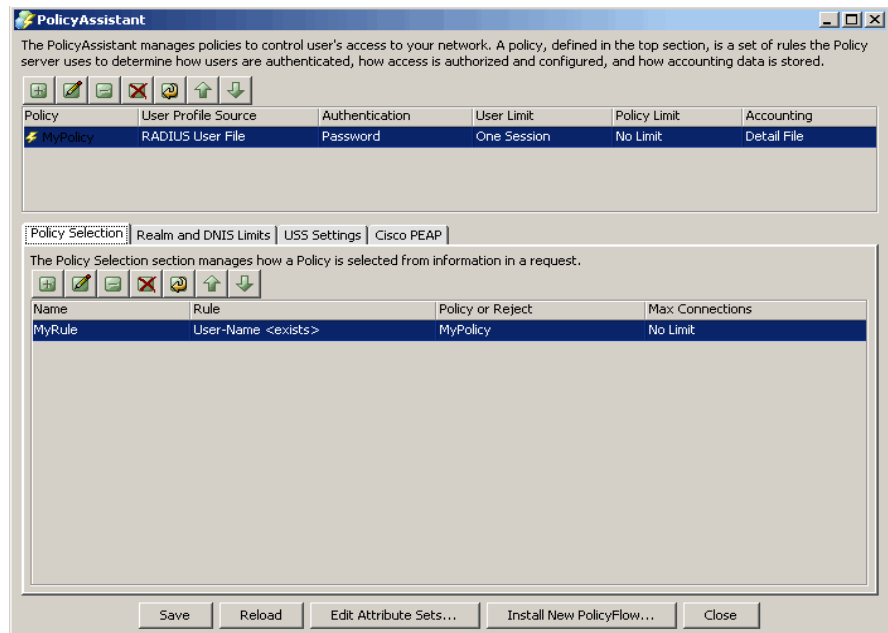 PolicyAssistant
The PolicyAssistant manages policies to control user's access to your network. A policy, defined in the top section, is a set of rules the Policy
server uses to determine how users are authenticated, how access is authorized and configured, and how accounting data is stored.
Policy User Profile Source Authentication User Limit Policy Limit Accounting
MyPolicy RADIUS User File Password One Session No Limit Detail File
Policy Selection Realm and DNIS Limits USS Settings Cisco PEAP
The Policy Selection section manages how a Policy is selected from information in a request.
Name Rule Policy or Reject Max Connections
MyRule User-Name <exists> MyPolicy No Limit
Save Reload Edit Attribute Sets... Install New PolicyFlow... Close